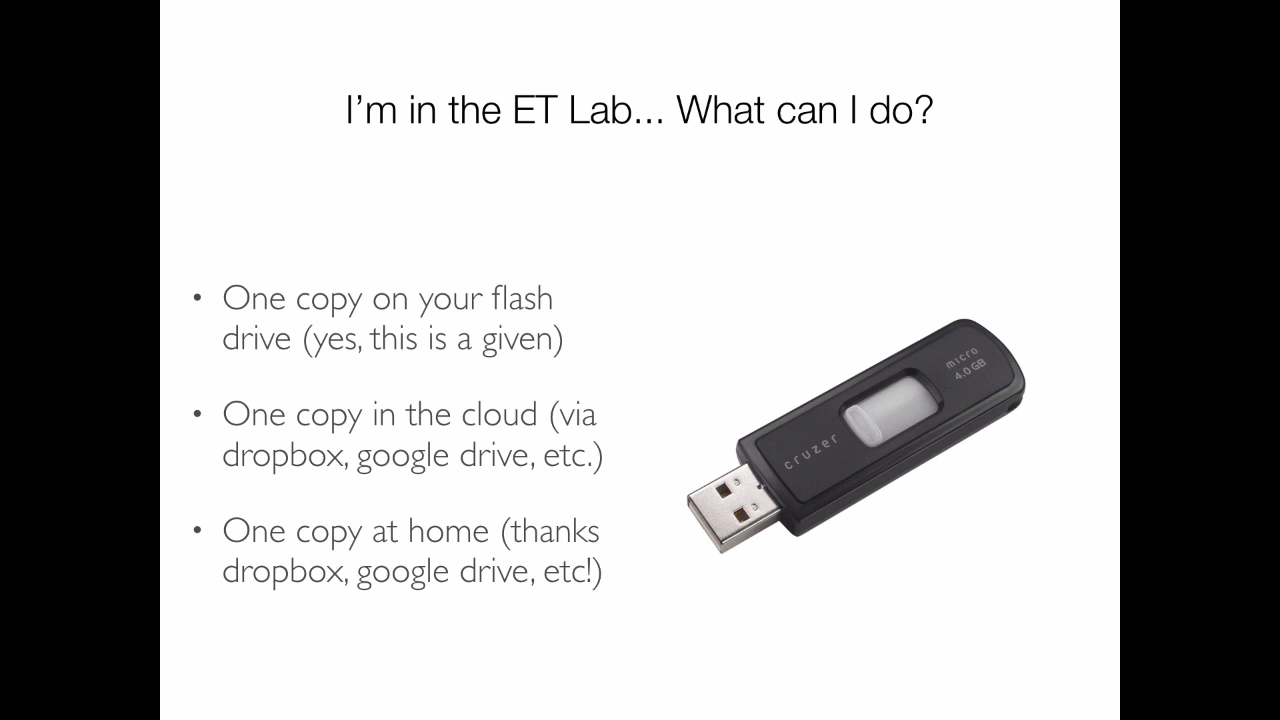 I'm in the ET Lab... What can I do?
• One copy on your flash
drive (yes, this is a given)
• One copy in the cloud (via
dropbox, google drive, etc.)
• One copy at home (thanks
dropbox, google drive, etc!)
micro
4.0 GB
cruzer